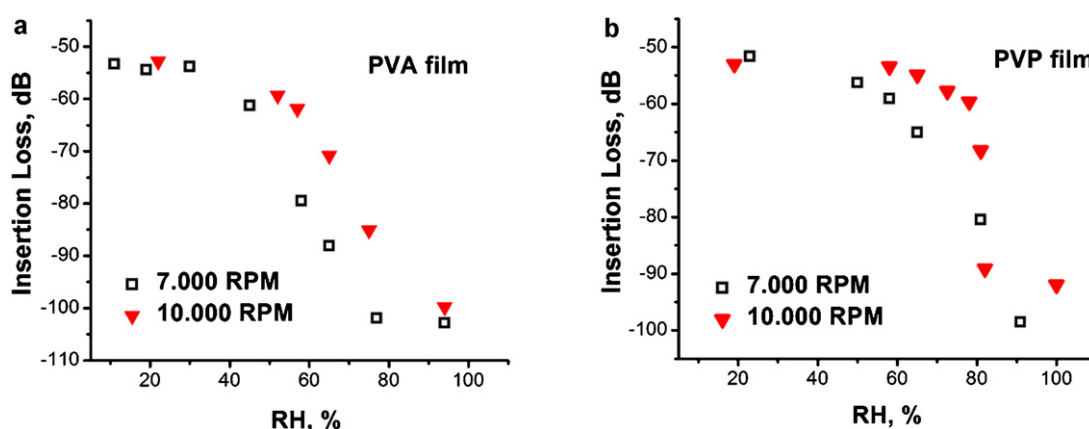 a
PVA film
Insertion Loss, dB
-50
-60
-70
-80
-90
-100
-110
7.000 RPM
10.000 RPM
20
40
60
80
100
RH, %
b
PVP film
Insertion Loss, dB
-50
-60
-70
-80
-90
-100
7.000 RPM
10.000 RPM
20
40
60
80
100
RH, %